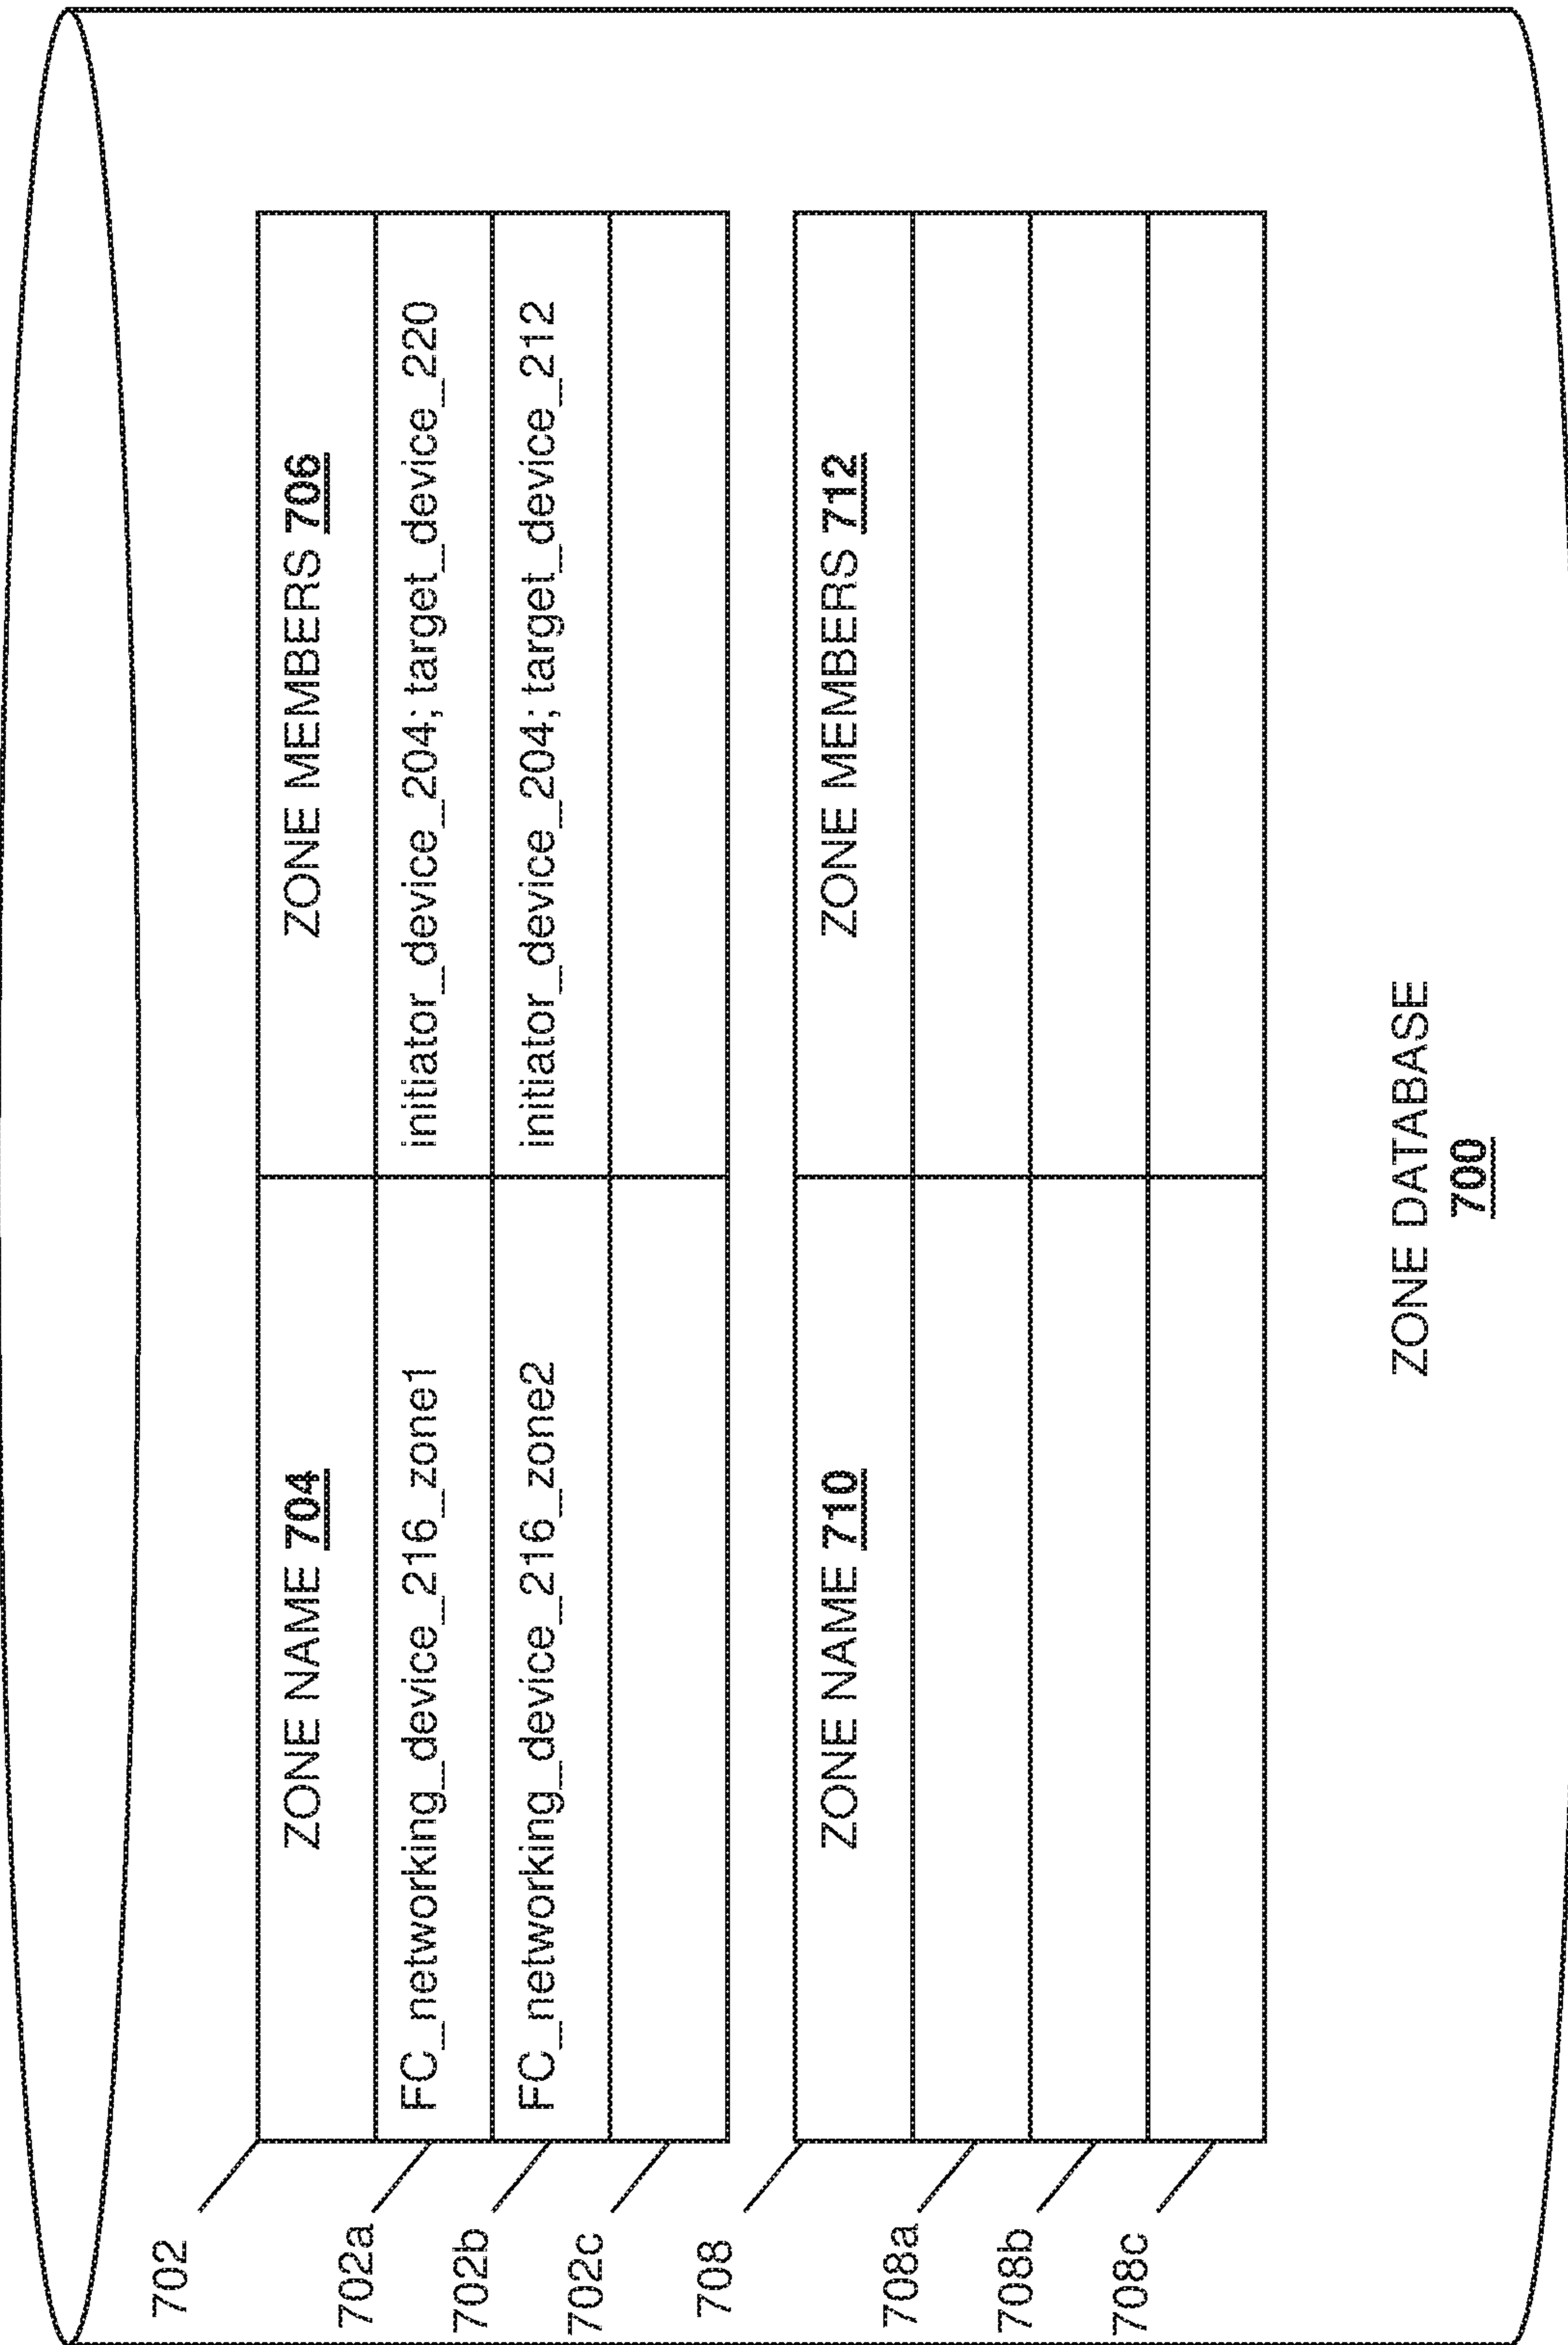 702
ZONE NAME 704 ZONE MEMBERS 706
702a FC_networking_device_216_zone1 initiator_device_204; target_device_220
702b FC_networking_device_216_zone2 initiator_device_204; target_device_212
702c
708
ZONE NAME 710 ZONE MEMBERS 712
708a
708b
708c
ZONE DATABASE
700